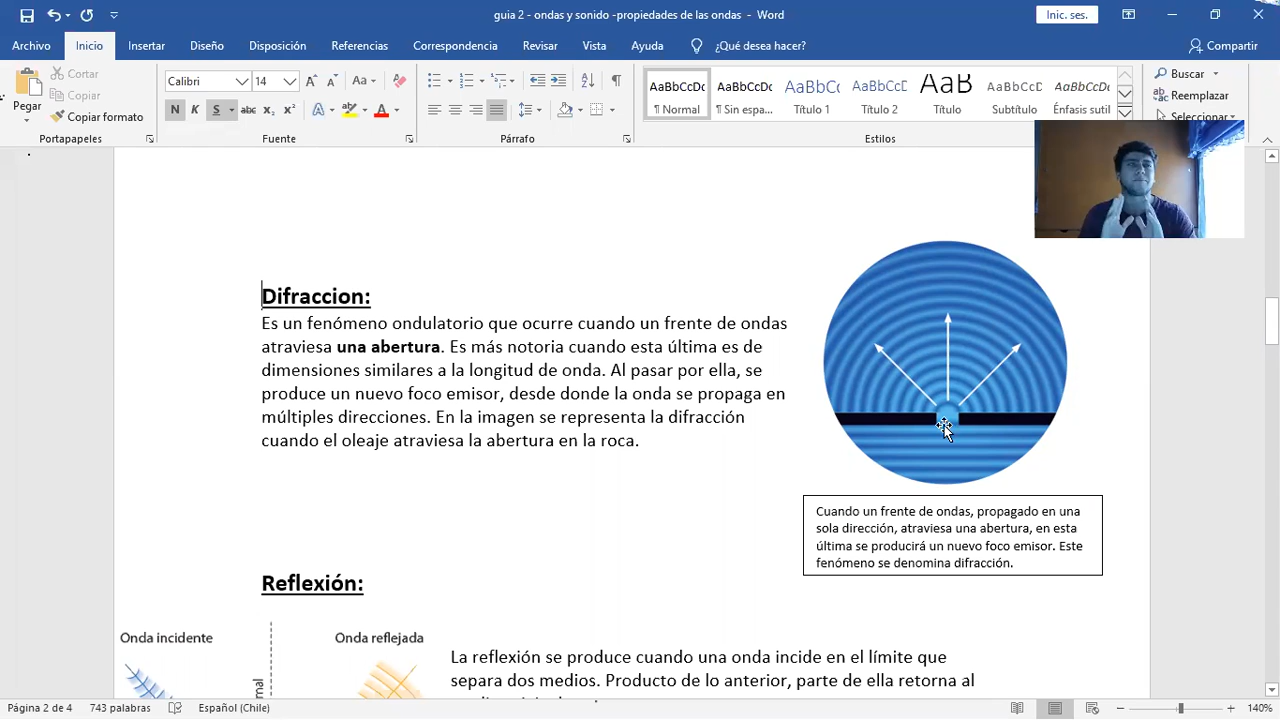 guia 2 - ondas y sonido -propiedades de las ondas - Word
Inic. ses.
Archivo Inicio Insertar Diseño Disposición Referencias Correspondencia Revisar Vista Ayuda ¿Qué desea hacer? Compartir
Pegar
Cortar
Copiar
Copiar formato
Portapapeles
Calibri 14
N K S abc x₂ x²
Fuente
Párrafo
AaBbCcDc AaBbCcDc AaBbCc AaBbCcD AaB AaBbCcD AaBbCcDc
¶ Normal ¶ Sin espa... Título 1 Título 2 Título Subtítulo Énfasis sutil
Estilos
Buscar
Reemplazar
Seleccionar
Difraccion:
Es un fenómeno ondulatorio que ocurre cuando un frente de ondas
atraviesa una abertura. Es más notoria cuando esta última es de
dimensiones similares a la longitud de onda. Al pasar por ella, se
produce un nuevo foco emisor, desde donde la onda se propaga en
múltiples direcciones. En la imagen se representa la difracción
cuando el oleaje atraviesa la abertura en la roca.
Cuando un frente de ondas, propagado en una
sola dirección, atraviesa una abertura, en esta
última se producirá un nuevo foco emisor. Este
fenómeno se denomina difracción.
Reflexión:
Onda incidente
Onda reflejada
La reflexión se produce cuando una onda incide en el límite que
separa dos medios. Producto de lo anterior, parte de ella retorna al
Página 2 de 4 743 palabras Español (Chile) 140%